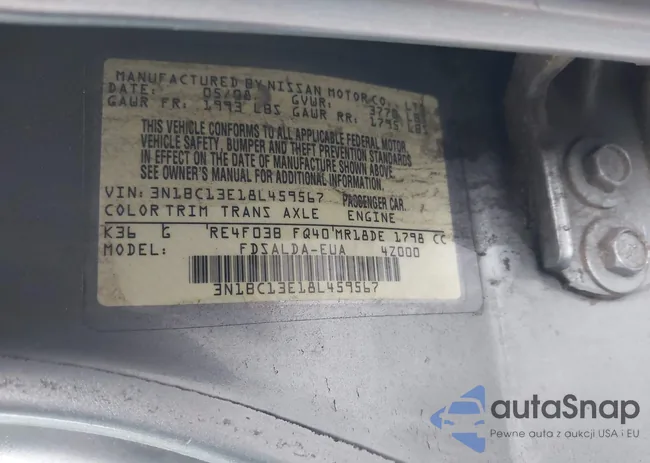 MANUFACTURED BY NISSAN MOTOR CO., LTD
DATE: 05/08 GVWR: 3778 LBS
GAWR FR: 1993 LBS GAWR RR: 1795 LBS
THIS VEHICLE CONFORMS TO ALL APPLICABLE FEDERAL MOTOR
VEHICLE SAFETY, BUMPER AND THEFT PREVENTION STANDARDS
IN EFFECT ON THE DATE OF MANUFACTURE SHOWN ABOVE.
SEE OWNER'S MANUAL FOR ADDITIONAL INFORMATION.
VIN: 3N1BC13E18L459567 PASSENGER CAR
COLOR TRIM TRANS AXLE ENGINE
K36 G RE4F03B FQ40 MR18DE 1798 CC
MODEL: FDSALDA-EUA 4Z000
3N1BC13E18L459567
autaSnap
Pewne auta z aukcji USA i EU